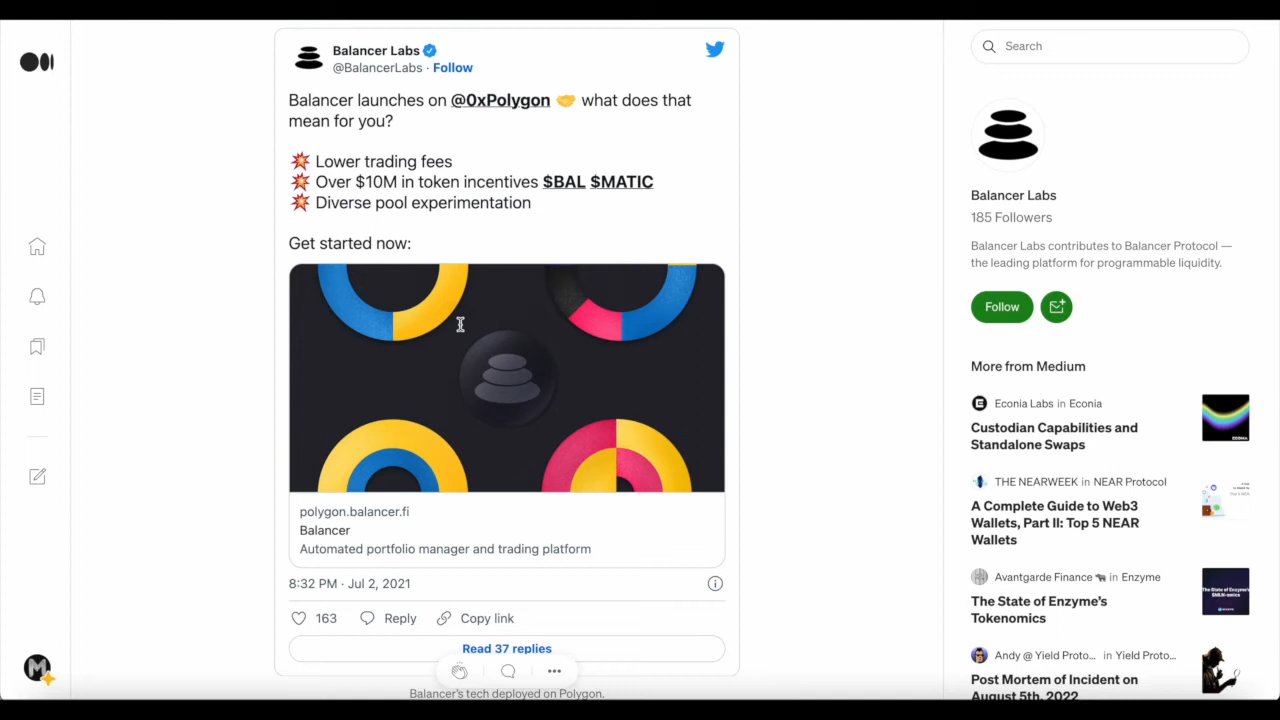 Balancer Labs
@BalancerLabs · Follow
Balancer launches on @0xPolygon 🤝 what does that
mean for you?
💥 Lower trading fees
💥 Over $10M in token incentives $BAL $MATIC
💥 Diverse pool experimentation
Get started now:
polygon.balancer.fi
Balancer
Automated portfolio manager and trading platform
8:32 PM · Jul 2, 2021
163 Reply Copy link
Read 37 replies
Balancer's tech deployed on Polygon.
Search
Balancer Labs
185 Followers
Balancer Labs contributes to Balancer Protocol —
the leading platform for programmable liquidity.
Follow
More from Medium
Econia Labs in Econia
Custodian Capabilities and
Standalone Swaps
ECONIA
THE NEARWEEK in NEAR Protocol
A Complete Guide to Web3
Wallets, Part II: Top 5 NEAR
Wallets
Avantgarde Finance 🐂 in Enzyme
The State of Enzyme's
Tokenomics
The State of Enzyme's
Andy @ Yield Proto... in Yield Proto...
Post Mortem of Incident on
August 5th, 2022
M